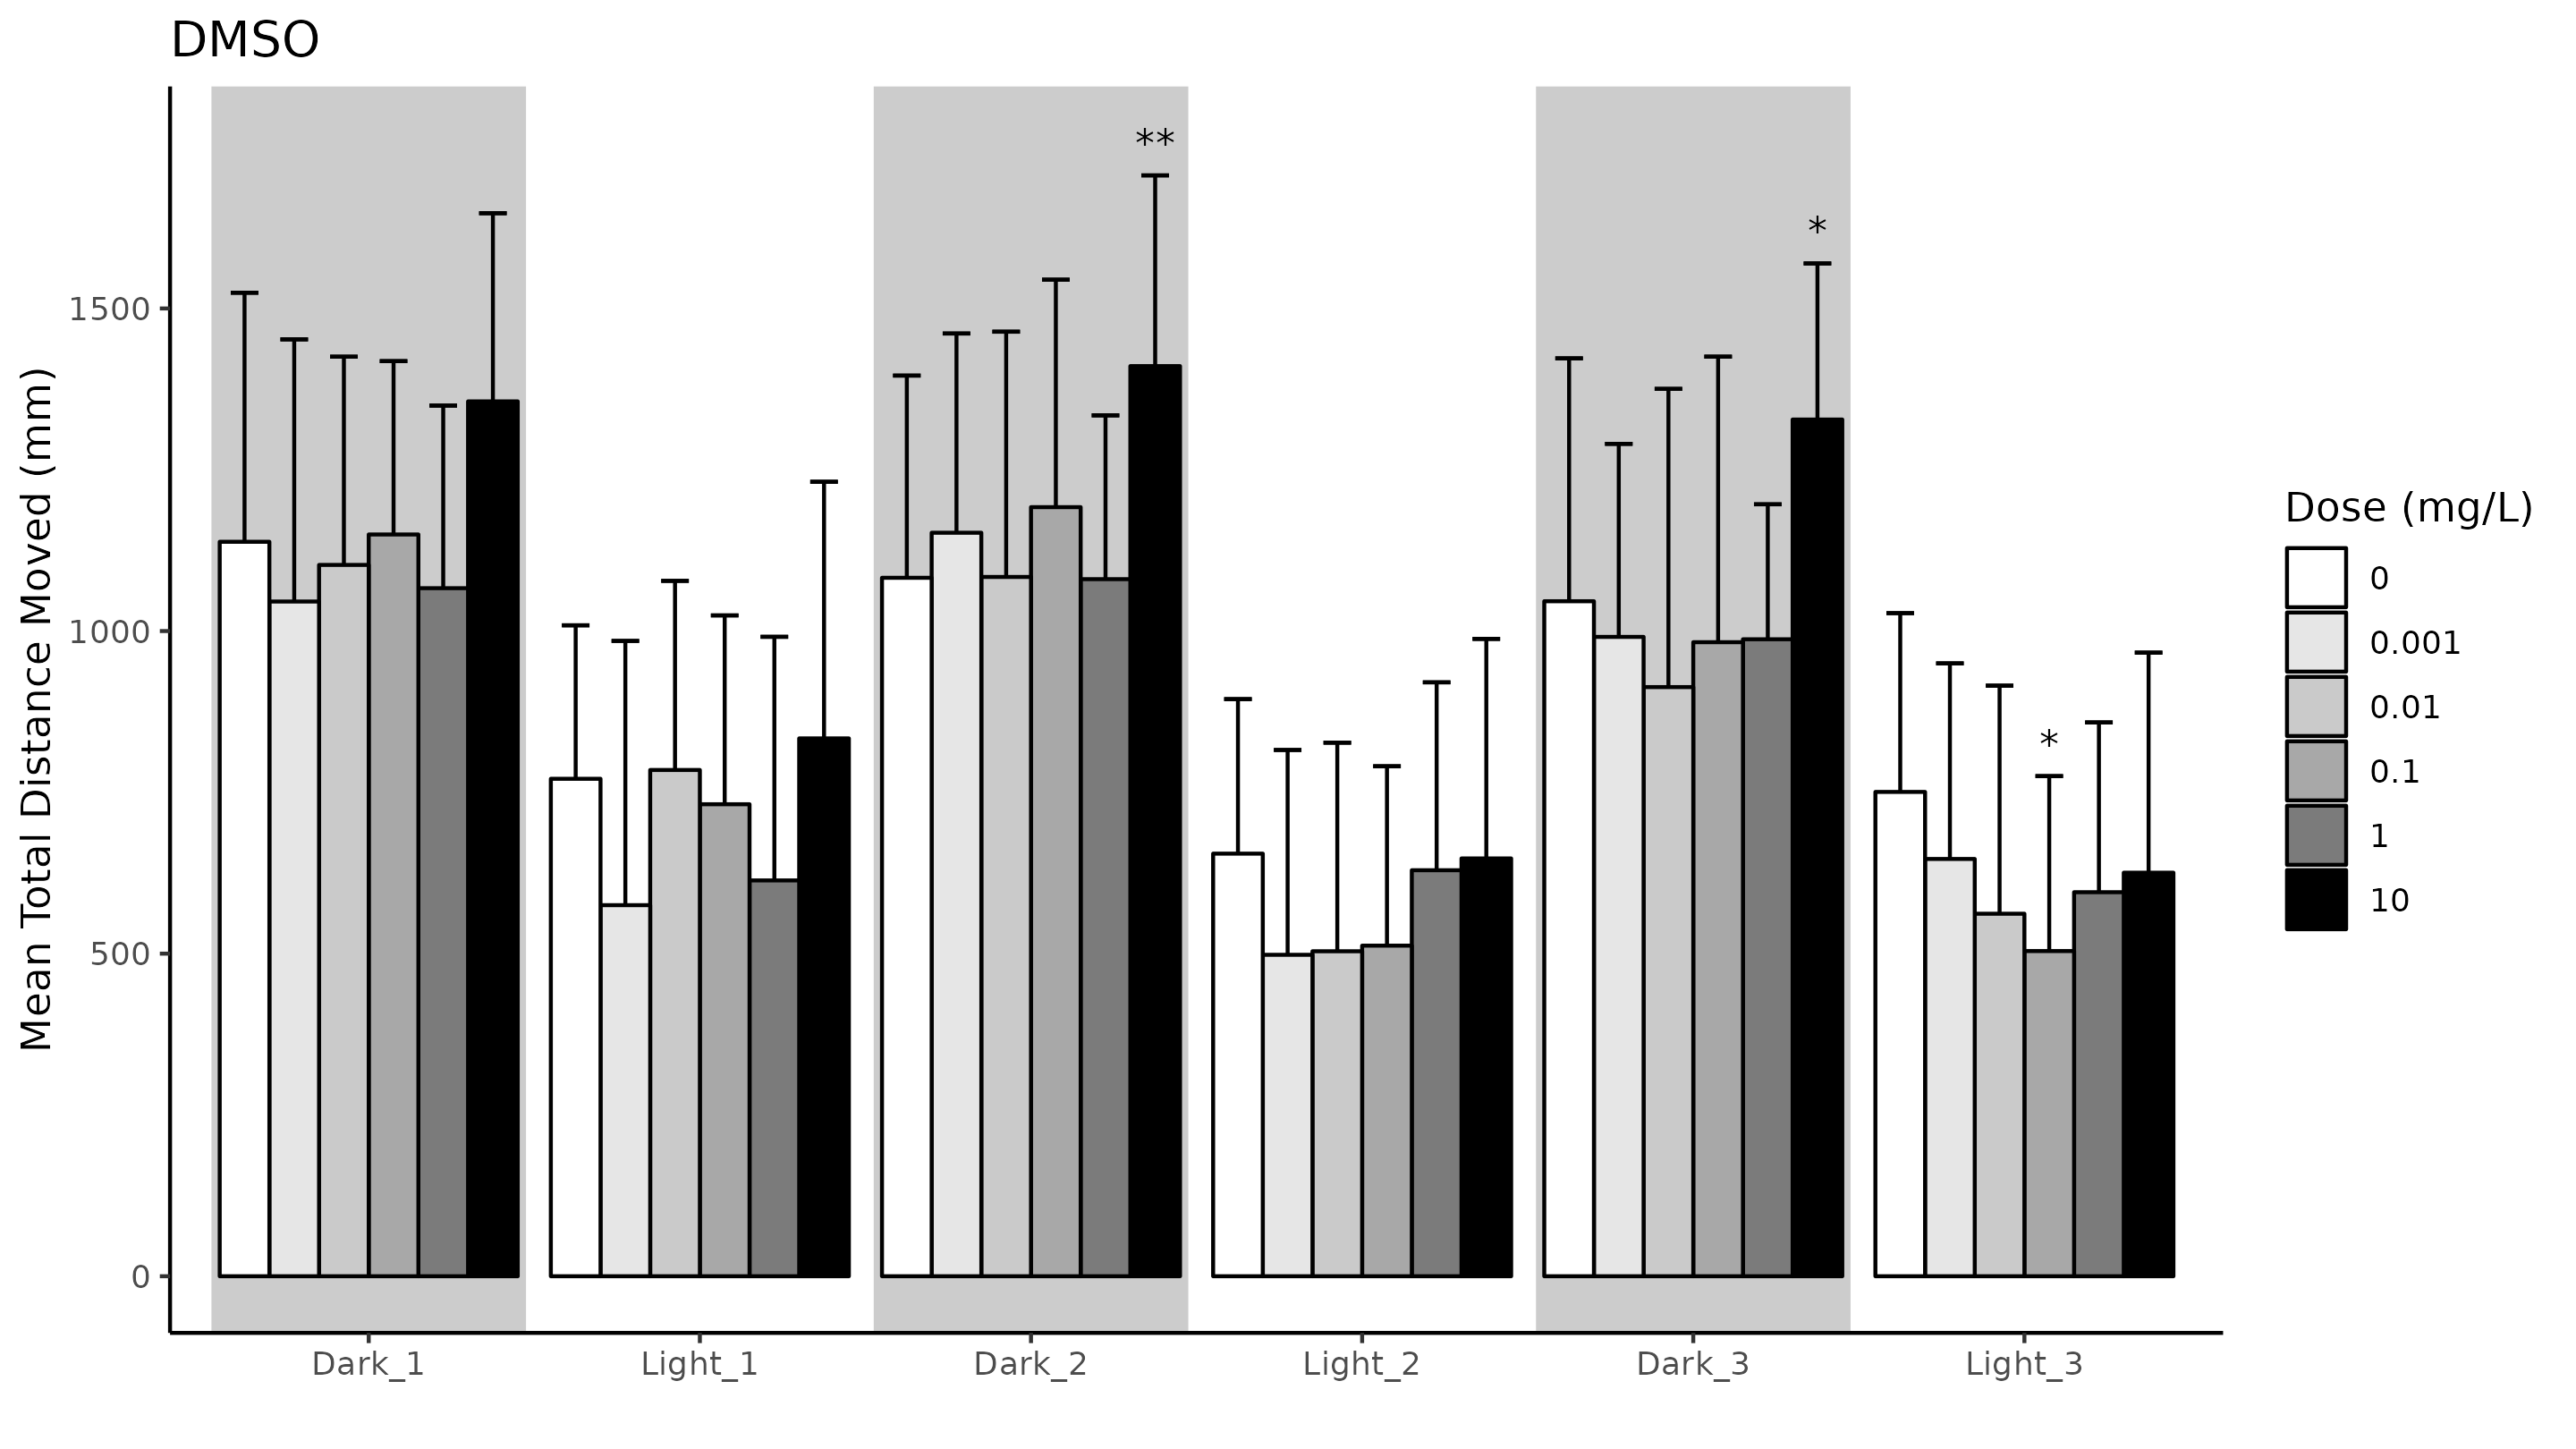 DMSO
**
*
*
1500
1000
500
0
Mean Total Distance Moved (mm)
Dark_1
Light_1
Dark_2
Light_2
Dark_3
Light_3
Dose (mg/L)
0
0.001
0.01
0.1
1
10